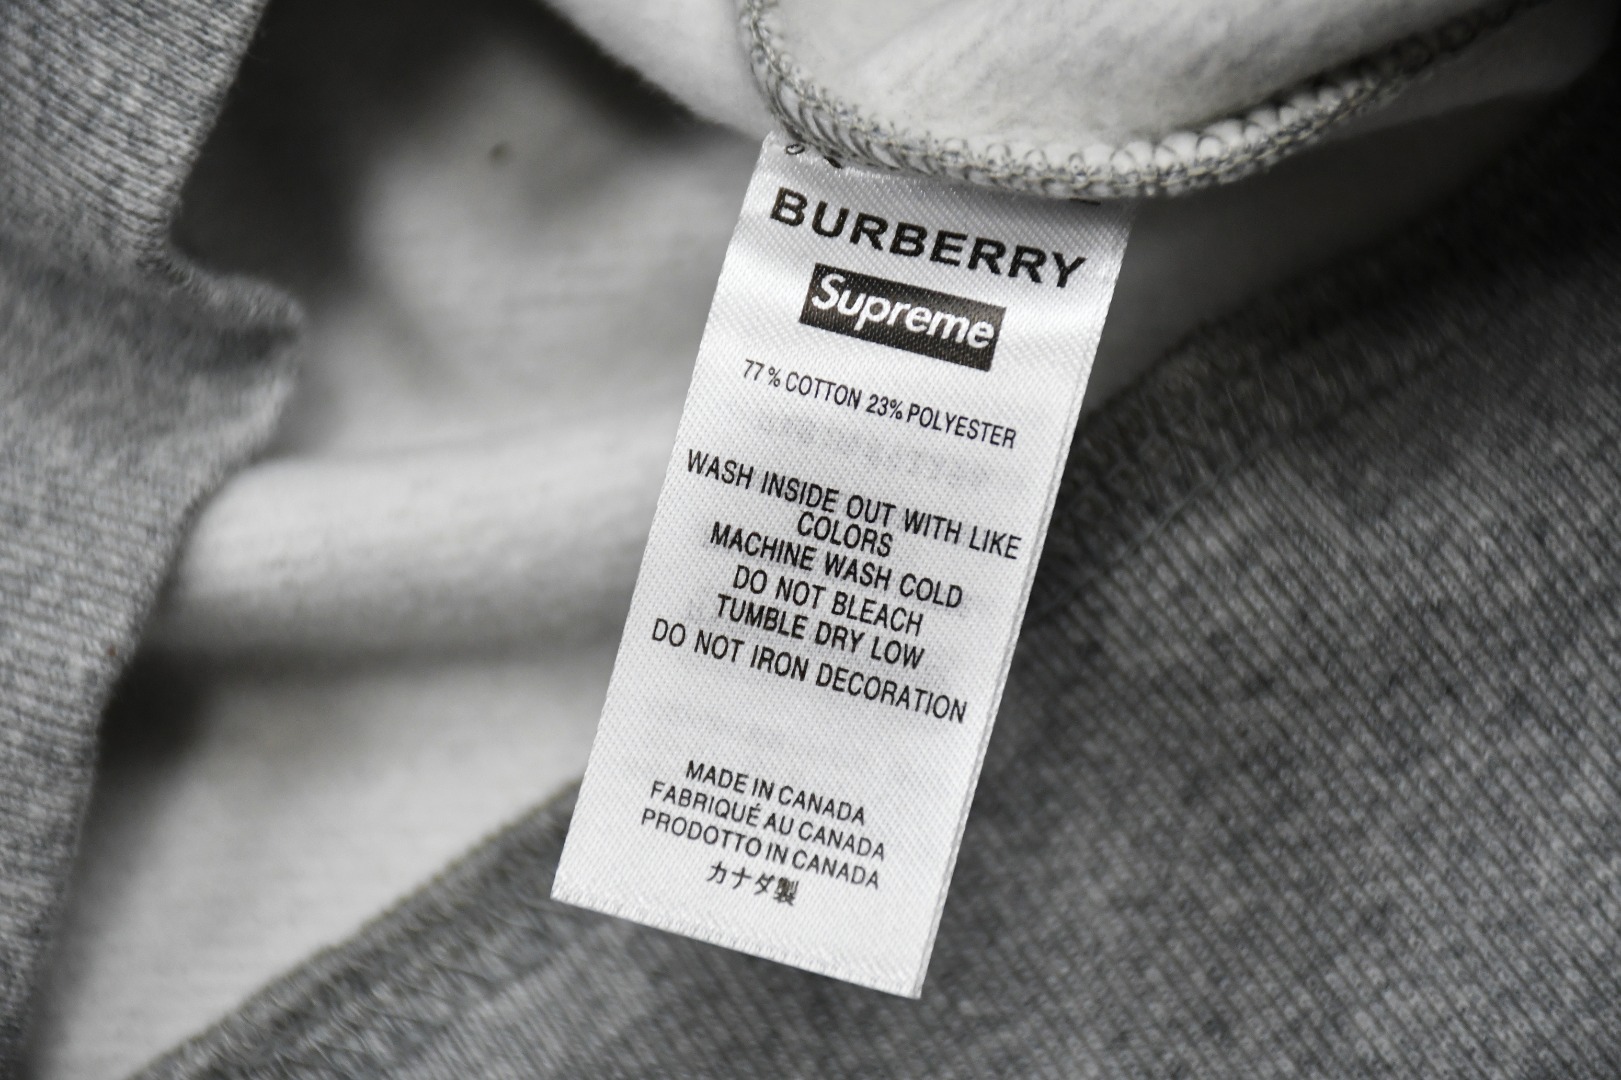 BURBERRY
Supreme
77% COTTON 23% POLYESTER
WASH INSIDE OUT WITH LIKE
COLORS
MACHINE WASH COLD
DO NOT BLEACH
TUMBLE DRY LOW
DO NOT IRON DECORATION
MADE IN CANADA
FABRIQUÉ AU CANADA
PRODOTTO IN CANADA
カナダ製